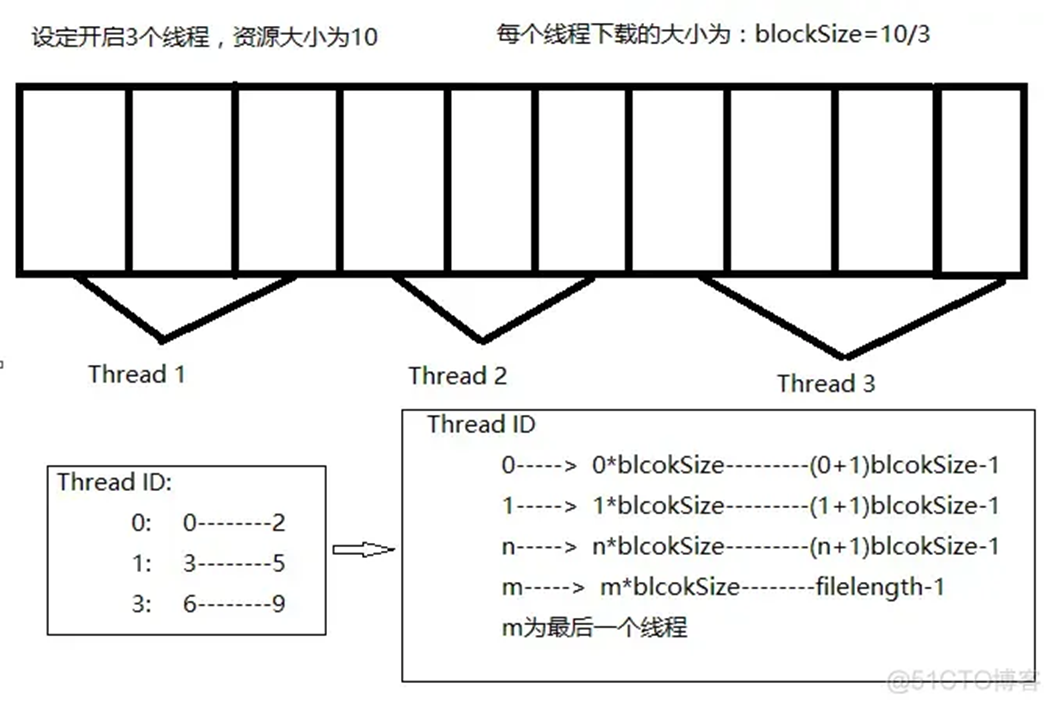 设定开启3个线程，资源大小为10
每个线程下载的大小为：blockSize=10/3
Thread 1
Thread 2
Thread 3
Thread ID:
0: 0--------2
1: 3--------5
3: 6--------9
Thread ID
0-----> 0*blcokSize---------(0+1)blcokSize-1
1-----> 1*blcokSize---------(1+1)blcokSize-1
n-----> n*blcokSize---------(n+1)blcokSize-1
m-----> m*blcokSize--------filelength-1
m为最后一个线程
@51CTO博客